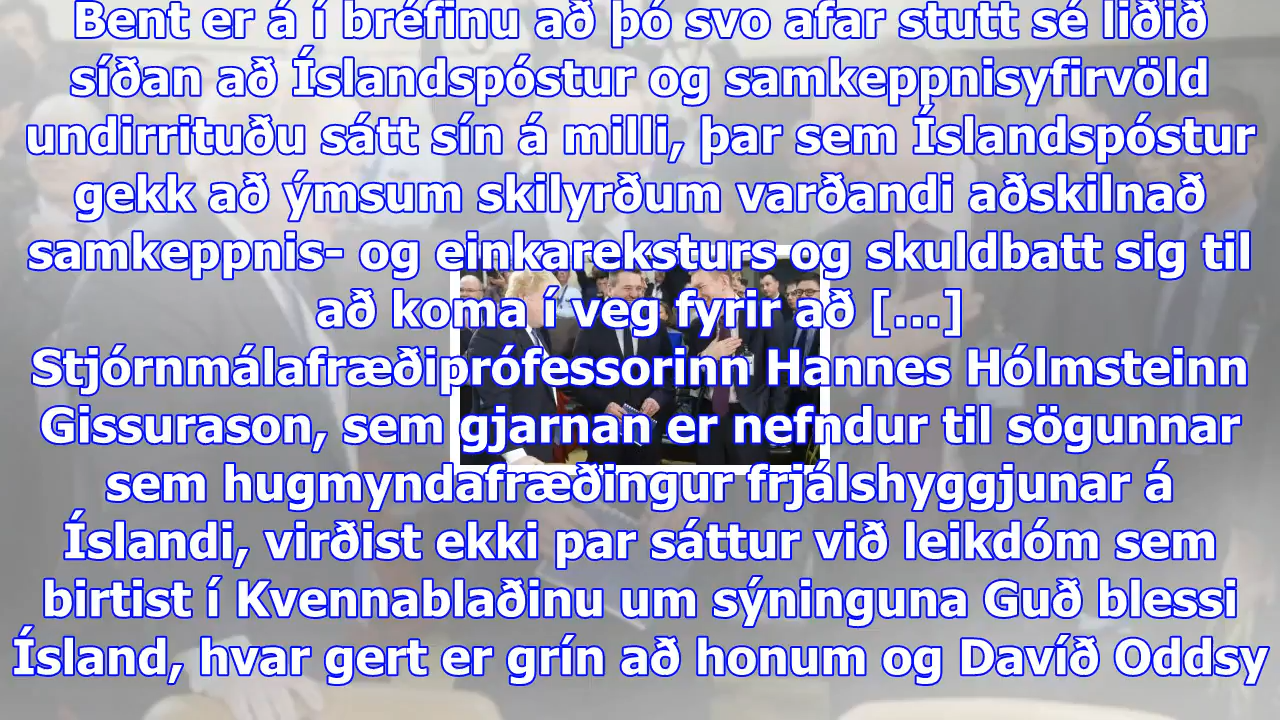 Bent er á í bréfinu að þó svo afar stutt sé liðið
síðan að Íslandspóstur og samkeppnisyfirvöld
undirrituðu sátt sín á milli, þar sem Íslandspóstur
gekk að ýmsum skilyrðum varðandi aðskilnað
samkeppnis- og einkareksturs og skuldbatt sig til
að koma í veg fyrir að [...]
Stjórnmálafræðiprófessorinn Hannes Hólmsteinn
Gissurason, sem gjarnan er nefndur til sögunnar
sem hugmyndafræðingur frjálshyggjunar á
Íslandi, virðist ekki par sáttur við leikdóm sem
birtist í Kvennablaðinu um sýninguna Guð blessi
Ísland, hvar gert er grín að honum og Davíð Oddsy